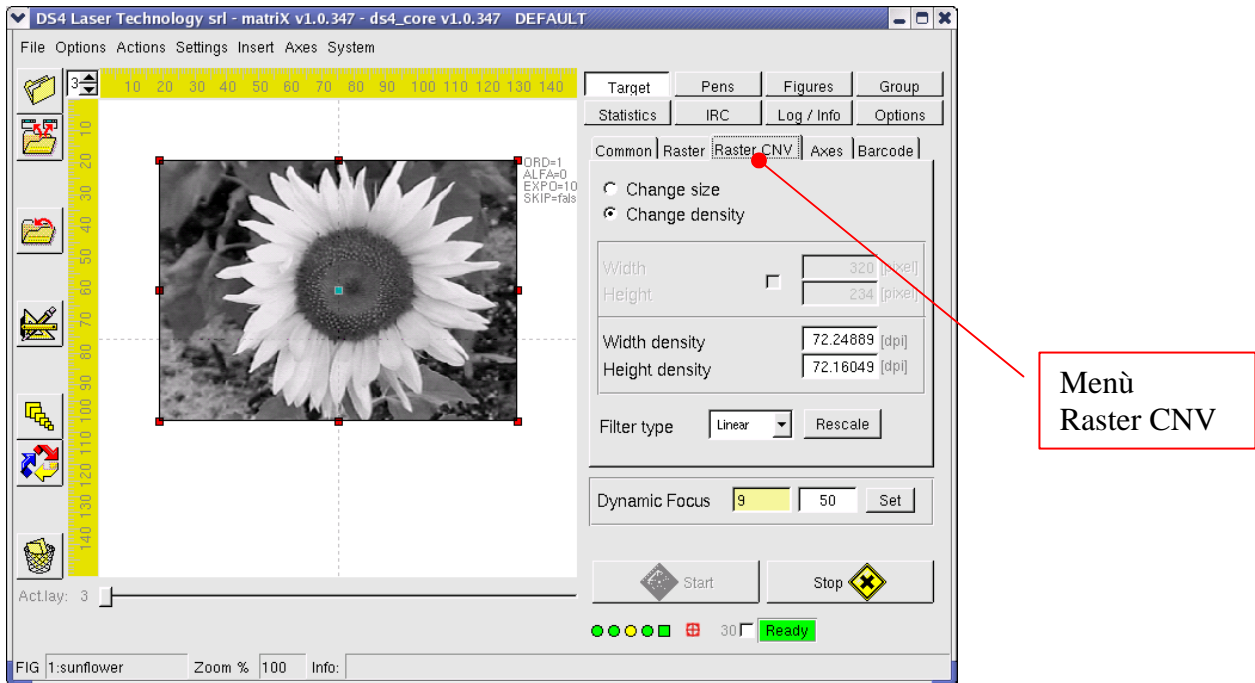 DS4 Laser Technology srl - matriX v1.0.347 - ds4_core v1.0.347 DEFAULT
File Options Actions Settings Insert Axes System
3
10 20 30 40 50 60 70 80 90 100 110 120 130 140
10 20 30 40 50 60 70 80 90 100 110 120 130 140
ORD=1
ALFA=0
EXPO=10
SKIP=fals
Target Pens Figures Group
Statistics IRC Log / Info Options
Common Raster Raster CNV Axes Barcode
Change size
Change density
Width 320 [pixel]
Height 234 [pixel]
Width density 72.24889 [dpi]
Height density 72.16049 [dpi]
Filter type Linear Rescale
Dynamic Focus 9 50 Set
Start Stop
Act.lay: 3
30 Ready
FIG 1:sunflower Zoom % 100 Info:
Menù
Raster CNV